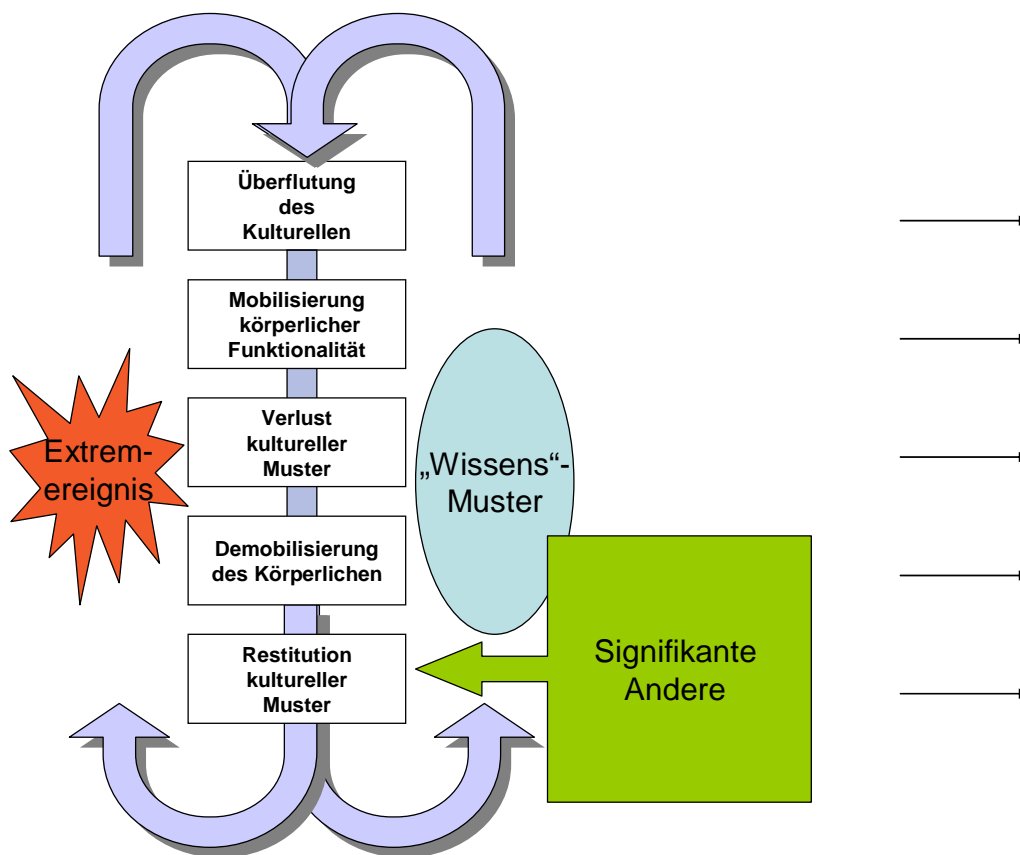 Überflutung
des
Kulturellen
Mobilisierung
körperlicher
Funktionalität
Verlust
kultureller
Muster
Demobilisierung
des Körperlichen
Restitution
kultureller
Muster
Extrem-
ereignis
„Wissens“-
Muster
Signifikante
Andere